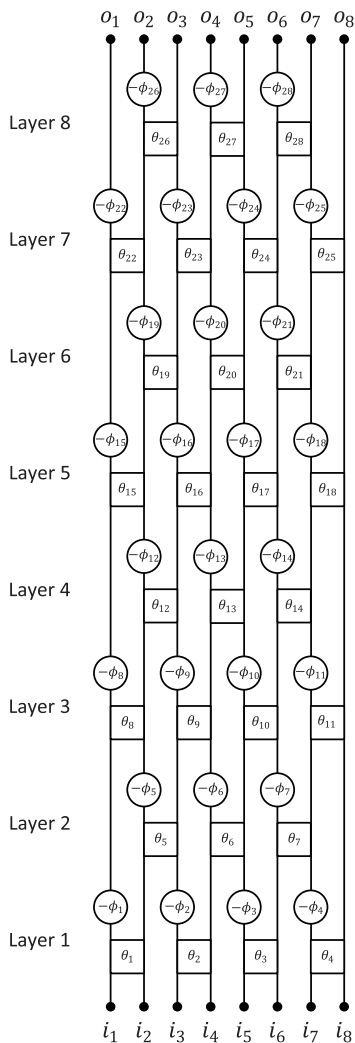 o₁ o₂ o₃ o₄ o₅ o₆ o₇ o₈
−ϕ₂₆ −ϕ₂₇ −ϕ₂₈
Layer 8
θ₂₆ θ₂₇ θ₂₈
−ϕ₂₂ −ϕ₂₃ −ϕ₂₄ −ϕ₂₅
Layer 7
θ₂₂ θ₂₃ θ₂₄ θ₂₅
−ϕ₁₉ −ϕ₂₀ −ϕ₂₁
Layer 6
θ₁₉ θ₂₀ θ₂₁
−ϕ₁₅ −ϕ₁₆ −ϕ₁₇ −ϕ₁₈
Layer 5
θ₁₅ θ₁₆ θ₁₇ θ₁₈
−ϕ₁₂ −ϕ₁₃ −ϕ₁₄
Layer 4
θ₁₂ θ₁₃ θ₁₄
−ϕ₈ −ϕ₉ −ϕ₁₀ −ϕ₁₁
Layer 3
θ₈ θ₉ θ₁₀ θ₁₁
−ϕ₅ −ϕ₆ −ϕ₇
Layer 2
θ₅ θ₆ θ₇
−ϕ₁ −ϕ₂ −ϕ₃ −ϕ₄
Layer 1
θ₁ θ₂ θ₃ θ₄
i₁ i₂ i₃ i₄ i₅ i₆ i₇ i₈